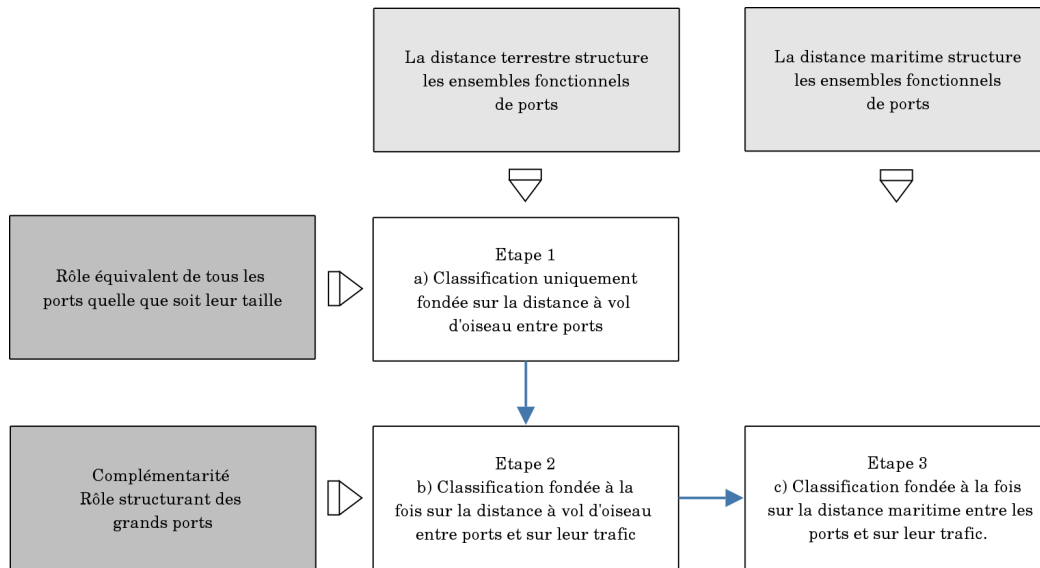 La distance terrestre structure
les ensembles fonctionnels
de ports
La distance maritime structure
les ensembles fonctionnels
de ports
Rôle équivalent de tous les
ports quelle que soit leur taille
Etape 1
a) Classification uniquement
fondée sur la distance à vol
d'oiseau entre ports
Complémentarité
Rôle structurant des
grands ports
Etape 2
b) Classification fondée à la
fois sur la distance à vol d'oiseau
entre ports et sur leur trafic
Etape 3
c) Classification fondée à la fois
sur la distance maritime entre les
ports et sur leur trafic.